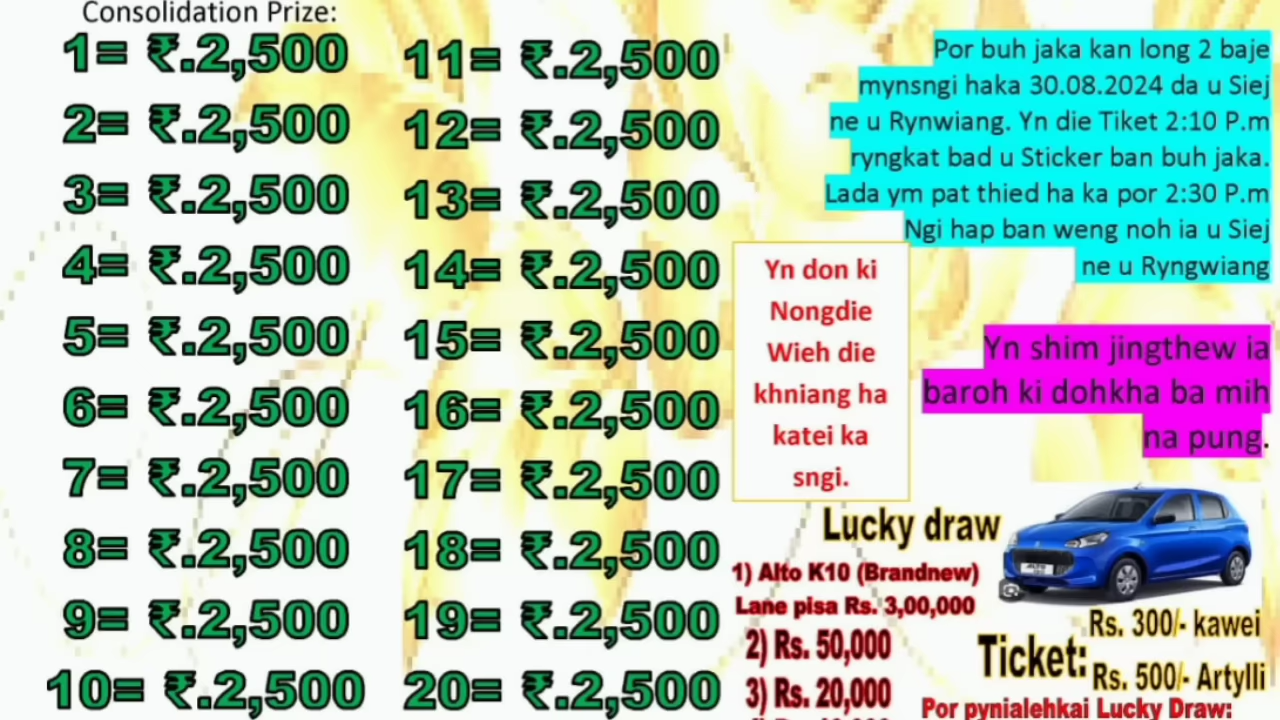 Consolidation Prize:
1= ₹.2,500
2= ₹.2,500
3= ₹.2,500
4= ₹.2,500
5= ₹.2,500
6= ₹.2,500
7= ₹.2,500
8= ₹.2,500
9= ₹.2,500
10= ₹.2,500
11= ₹.2,500
12= ₹.2,500
13= ₹.2,500
14= ₹.2,500
15= ₹.2,500
16= ₹.2,500
17= ₹.2,500
18= ₹.2,500
19= ₹.2,500
20= ₹.2,500
Por buh jaka kan long 2 baje
mynsngi haka 30.08.2024 da u Siej
ne u Rynwiang. Yn die Tiket 2:10 P.m
ryngkat bad u Sticker ban buh jaka.
Lada ym pat thied ha ka por 2:30 P.m
Ngi hap ban weng noh ia u Siej
ne u Ryngwiang
Yn don ki
Nongdie
Wieh die
khniang ha
katei ka
sngi.
Yn shim jingthew ia
baroh ki dohkha ba mih
na pung.
Lucky draw
1) Alto K10 (Brandnew)
Lane pisa Rs. 3,00,000
2) Rs. 50,000
3) Rs. 20,000
Ticket:
Rs. 300/- kawei
Rs. 500/- Artylli
Por pynialehkai Lucky Draw: